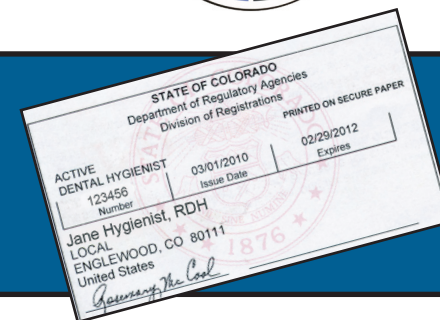 STATE OF COLORADO
Department of Regulatory Agencies
Division of Registrations
PRINTED ON SECURE PAPER
ACTIVE
DENTAL HYGIENIST
123456
Number
03/01/2010
Issue Date
02/29/2012
Expires
Jane Hygienist, RDH
LOCAL
ENGLEWOOD, CO 80111
United States
Rosemary McCool
1876